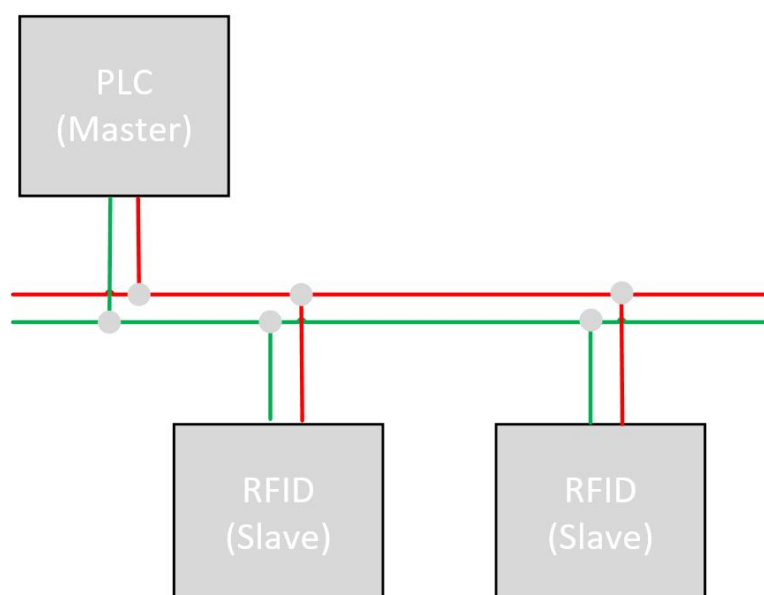 PLC
(Master)
RFID
(Slave)
RFID
(Slave)